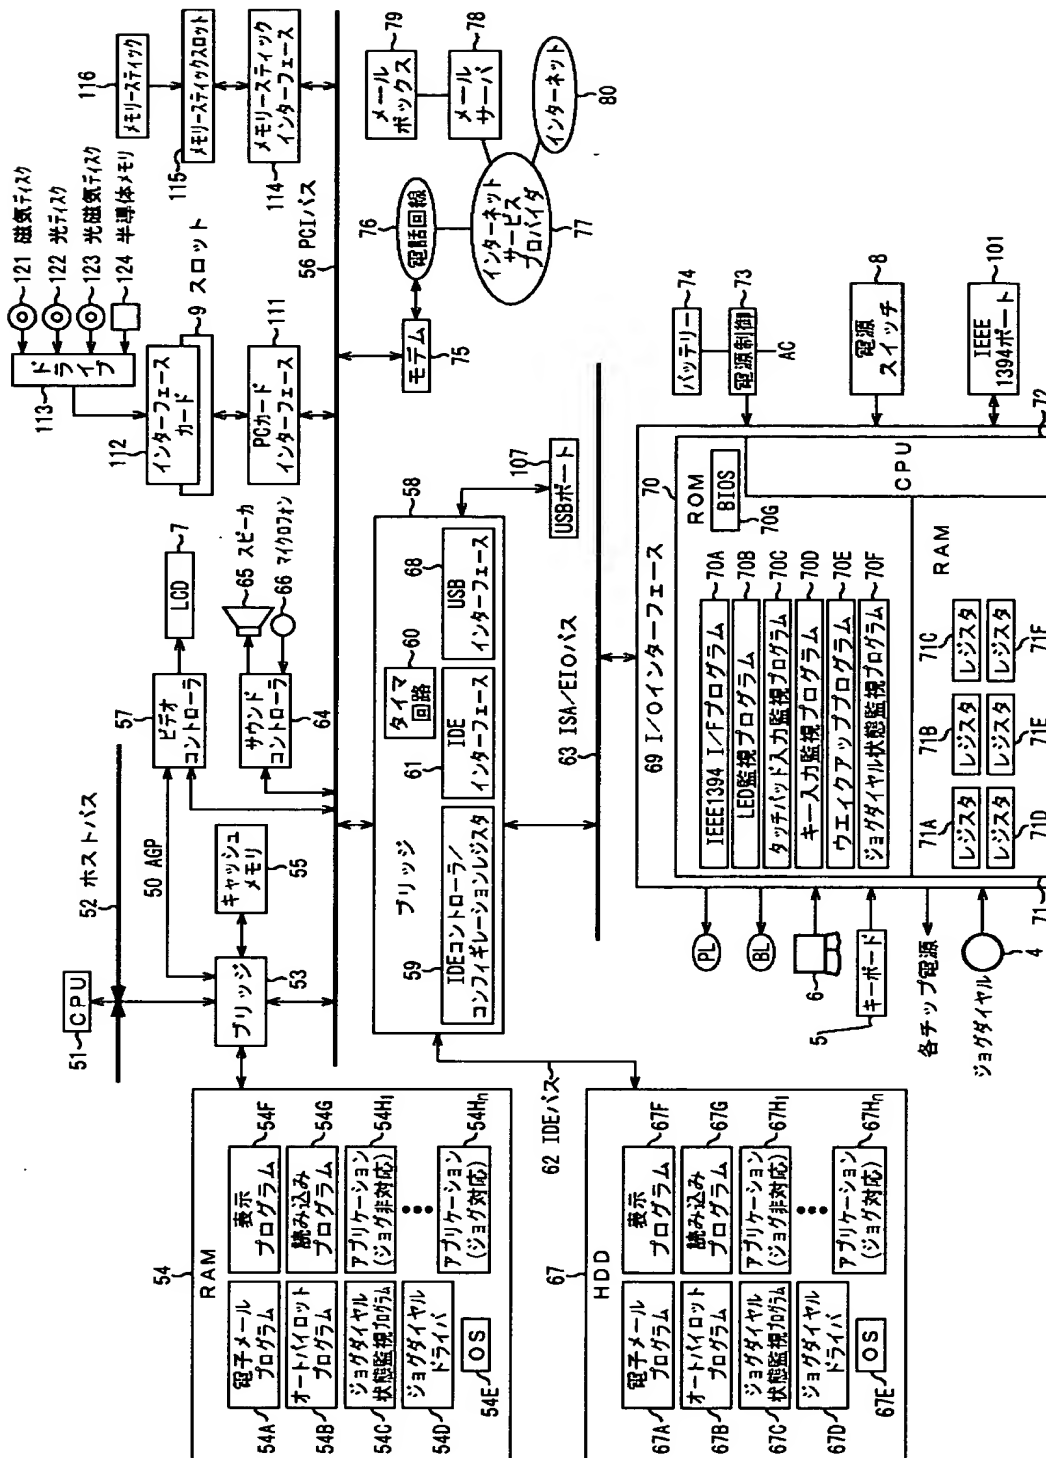 51
CPU
52 ホストバス
50 AGP
ブリッジ
53
キャッシュ
メモリ
55
57
ビデオ
コントローラ
LCD
7
サウンド
コントローラ
64
65 スピーカ
66 マイクロフォン
121 磁気ディスク
122 光ディスク
123 光磁気ディスク
124 半導体メモリ
ドライブ
113
112
インターフェース
カード
9 スロット
PCカード
インターフェース
111
116
メモリースティック
115
メモリースティックスロット
114
メモリースティック
インターフェース
56 PCIバス
54
RAM
54A
電子メール
プログラム
54B
オートパイロット
プログラム
54C
ジョグダイヤル
状態監視プログラム
54D
ジョグダイヤル
ドライバ
54E
OS
表示
プログラム
54F
読み込み
プログラム
54G
アプリケーション
(ジョグ非対応)
54H1
アプリケーション
(ジョグ対応)
54Hn
58
ブリッジ
59
IDEコントローラ/
コンフィギレーションレジスタ
タイマ
回路
60
61
IDE
インターフェース
68
USB
インターフェース
107
USBポート
モデム
75
76
電話回線
インターネット
サービス
プロバイダ
77
メール
サーバ
78
メール
ボックス
79
インターネット
80
62 IDEバス
63 ISA/EIOバス
67
HDD
67A
電子メール
プログラム
67B
オートパイロット
プログラム
67C
ジョグダイヤル
状態監視プログラム
67D
ジョグダイヤル
ドライバ
67E
OS
表示
プログラム
67F
読み込み
プログラム
67G
アプリケーション
(ジョグ非対応)
67H1
アプリケーション
(ジョグ対応)
67Hn
69 I/Oインターフェース
70
ROM
BIOS
70G
IEEE1394 I/Fプログラム
70A
LED監視プログラム
70B
タッチパッド入力監視プログラム
70C
キー入力監視プログラム
70D
ウエイクアッププログラム
70E
ジョグダイヤル状態監視プログラム
70F
CPU
72
RAM
71
71A
レジスタ
71B
レジスタ
71C
レジスタ
レジスタ
71D
レジスタ
71E
レジスタ
71F
PL
BL
6
5
キーボード
各チップ電源
ジョグダイヤル
4
バッテリー
74
電源制御
73
AC
電源
スイッチ
8
IEEE
1394ポート
101